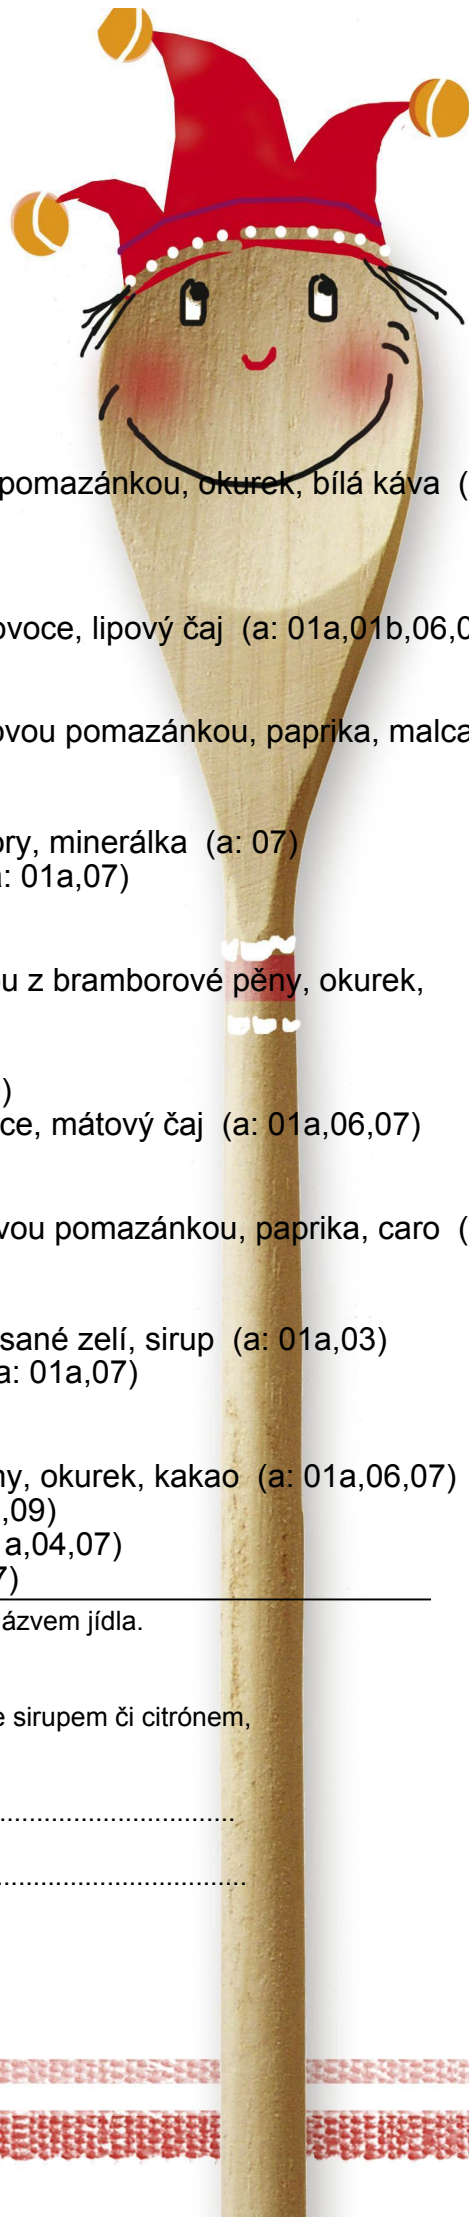 pomazánkou, okurek, bílá káva (
ovoce, lipový čaj (a: 01a,01b,06,0
ovou pomazánkou, paprika, malca
ory, minerálka (a: 07)
: 01a,07)
u z bramborové pěny, okurek,
)
ce, mátový čaj (a: 01a,06,07)
vou pomazánkou, paprika, caro (
sané zelí, sirup (a: 01a,03)
a: 01a,07)
ny, okurek, kakao (a: 01a,06,07)
,09)
a,04,07)
7)
ázvem jídla.
e sirupem či citrónem,